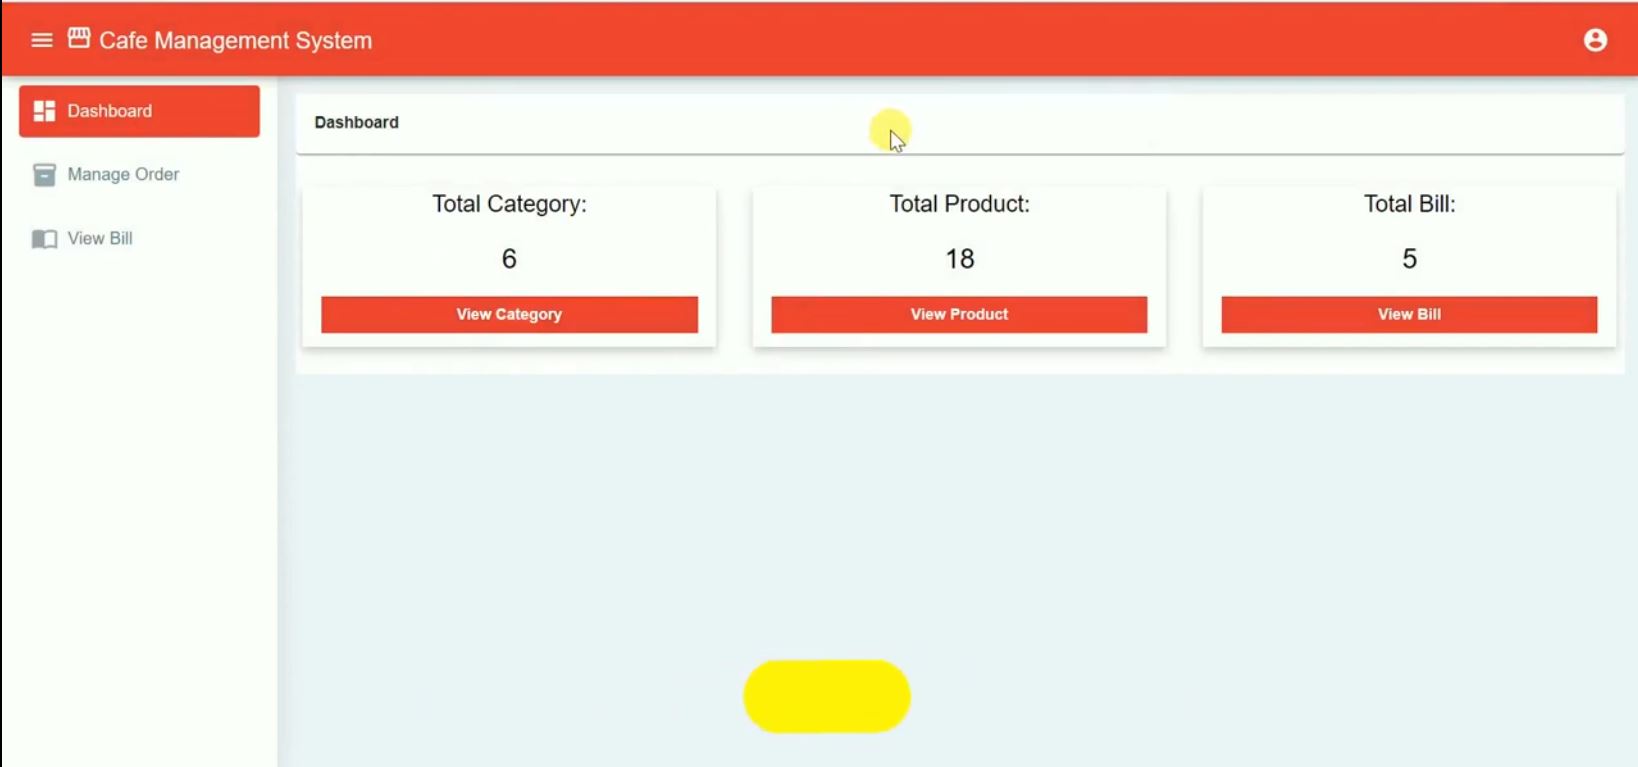 Cafe Management System
Dashboard
Manage Order
View Bill
Dashboard
Total Category:
6
View Category
Total Product:
18
View Product
Total Bill:
5
View Bill